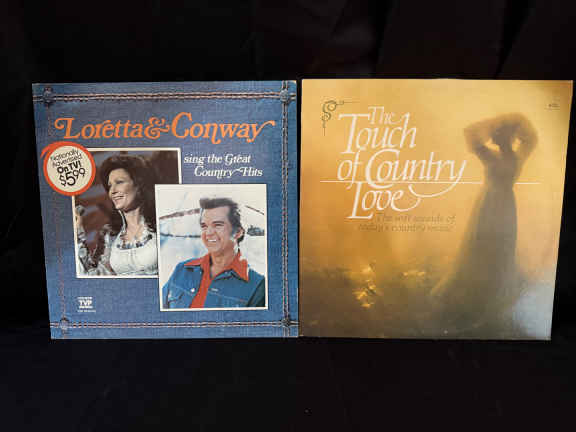 Loretta & Conway
sing the Great
Country Hits
Nationally
Advertised
On TV!
$5.99
TVP
The
Touch
of Country
Love
The soft sounds of
today's country music